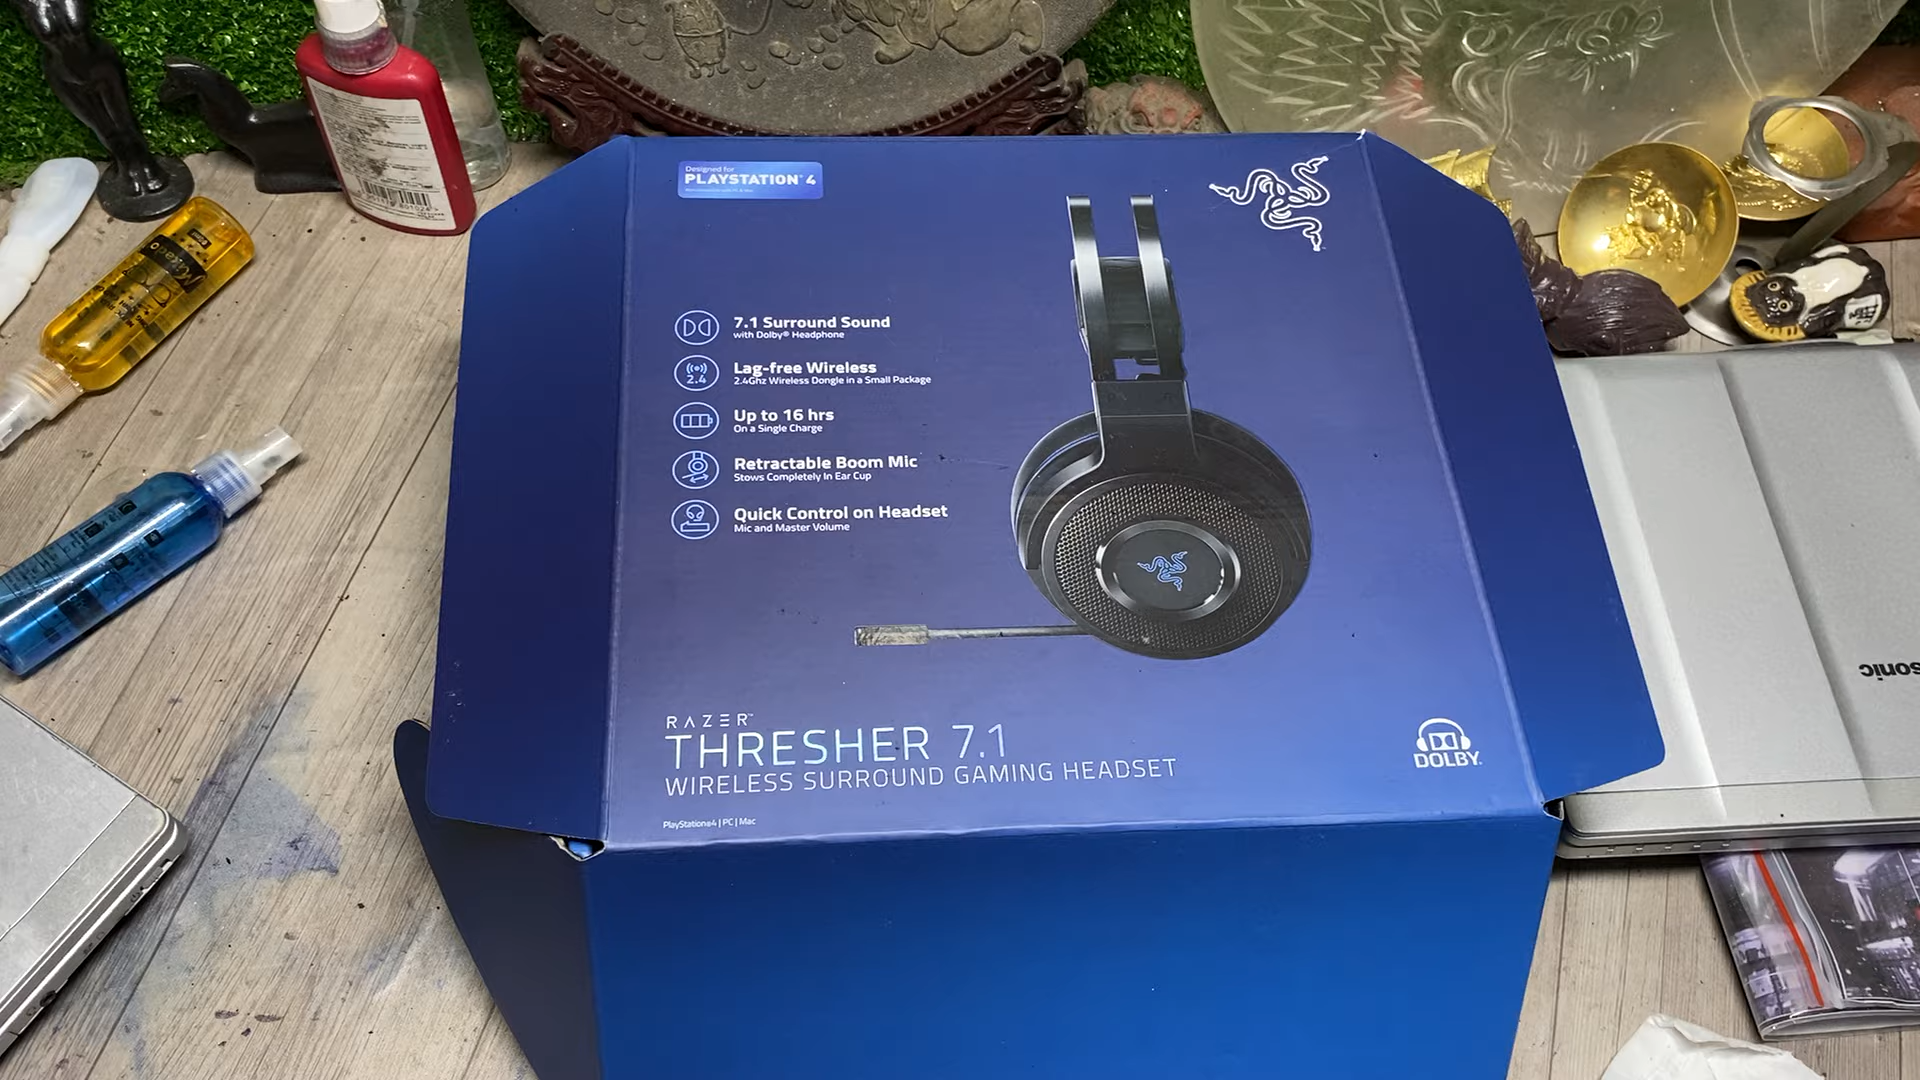 Designed for
PLAYSTATION®4
7.1 Surround Sound
with Dolby® Headphone
2.4
Lag-free Wireless
2.4Ghz Wireless Dongle in a Small Package
Up to 16 hrs
On a Single Charge
Retractable Boom Mic
Stows Completely In Ear Cup
Quick Control on Headset
Mic and Master Volume
RAZER™
THRESHER 7.1
WIRELESS SURROUND GAMING HEADSET
PlayStation®4 | PC | Mac
DOLBY
sonic